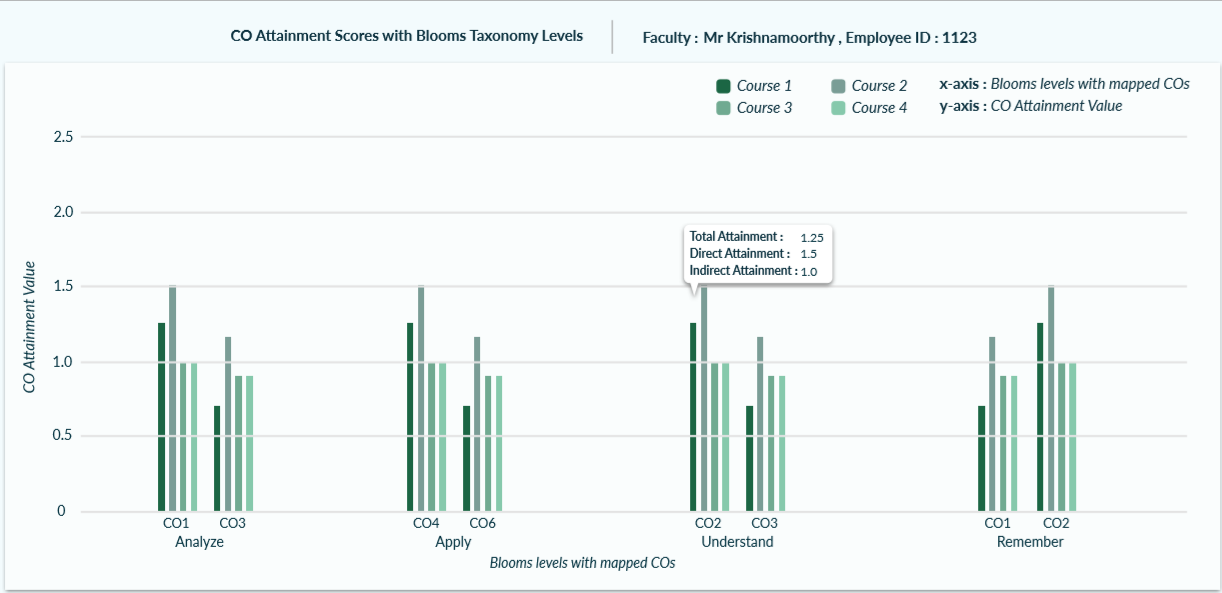 CO Attainment Scores with Blooms Taxonomy Levels
Faculty : Mr Krishnamoorthy , Employee ID : 1123
Course 1
Course 2
x-axis : Blooms levels with mapped COs
Course 3
Course 4
y-axis : CO Attainment Value
2.5
2.0
1.5
1.0
0.5
0
CO Attainment Value
Total Attainment : 1.25
Direct Attainment : 1.5
Indirect Attainment : 1.0
CO1 CO3 CO4 CO6 CO2 CO3 CO1 CO2
Analyze Apply Understand Remember
Blooms levels with mapped COs